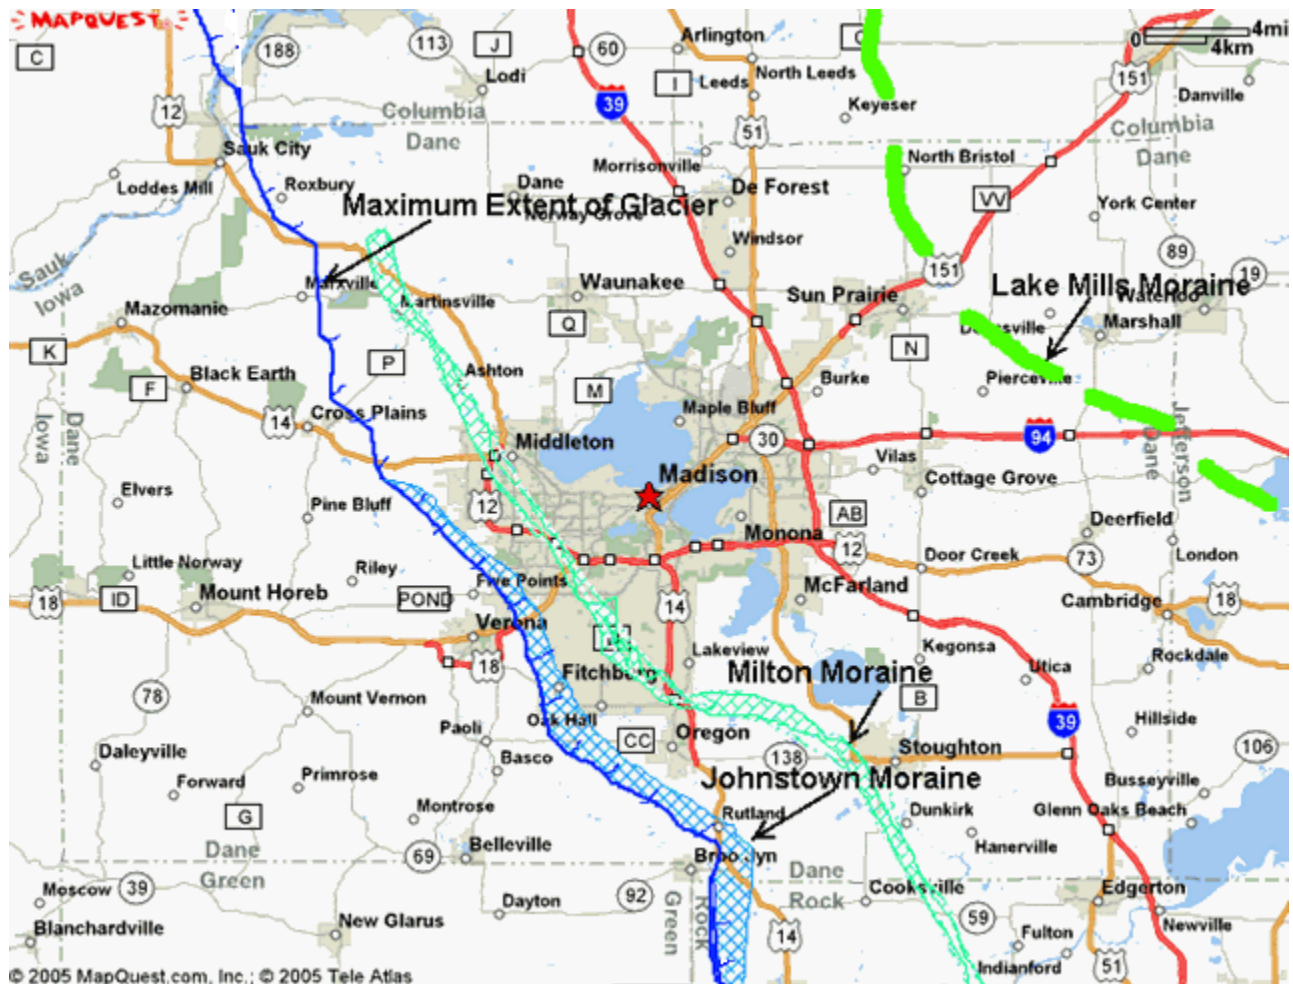 MAPQUEST.
188
113
J
60
Arlington
C
4mi
0
4km
C
Lodi
I
Leeds
North Leeds
151
Danville
39
Keyeser
12
Columbia
Dane
51
Columbia
Dane
Sauk City
Morrisonville
North Bristol
Loddes Mill
Roxbury
Dane
De Forest
VV
York Center
Maximum Extent of Glacier
Norway Grove
Windsor
89
Sauk
Iowa
151
19
Marxville
Waunakee
Sun Prairie
Lake Mills Moraine
Waterloo
Mazomanie
Martinsville
Q
Marshall
K
P
N
Ashton
Black Earth
F
M
Burke
Pierceville
Iowa
Dane
14
Cross Plains
Maple Bluff
Jefferson
Dane
Middleton
30
94
Madison
Vilas
Cottage Grove
Elvers
Pine Bluff
12
AB
Monona
Deerfield
12
Door Creek
73
London
Little Norway
Riley
Five Points
McFarland
18
ID
Mount Horeb
POND
14
Cambridge
18
Verona
18
Lakeview
Kegonsa
Rockdale
Utica
78
Fitchburg
Milton Moraine
B
Mount Vernon
Oak Hall
39
Hillside
Paoli
CC
Oregon
Stoughton
106
Daleyville
Basco
138
Forward
Primrose
Johnstown Moraine
Busseyville
Montrose
Rutland
Dunkirk
Glenn Oaks Beach
G
Hanerville
Dane
Green
69
Belleville
Brooklyn
Dane
Rock
Moscow
39
Dayton
92
Green
Rock
Cooksville
Edgerton
Blanchardville
New Glarus
14
59
Newville
Fulton
Indianford
51
© 2005 MapQuest.com, Inc.; © 2005 Tele Atlas